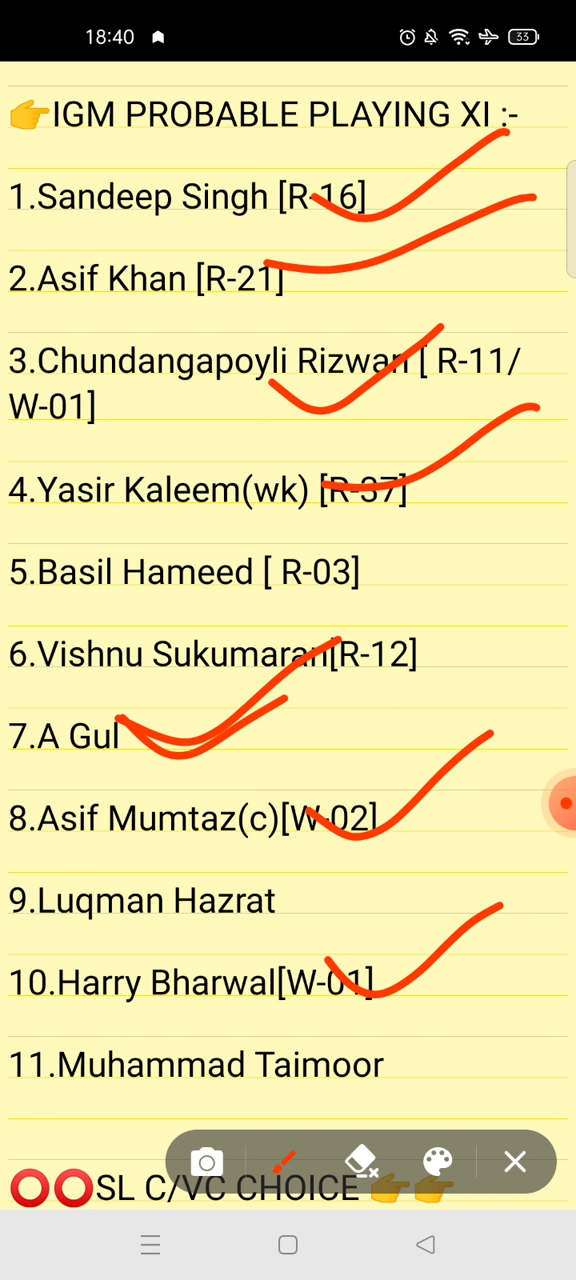 18:40
33
👉IGM PROBABLE PLAYING XI :-
1.Sandeep Singh [R-16]
2.Asif Khan [R-21]
3.Chundangapoyli Rizwan [ R-11/
W-01]
4.Yasir Kaleem(wk) [R-37]
5.Basil Hameed [ R-03]
6.Vishnu Sukumaran[R-12]
7.A Gul
8.Asif Mumtaz(c)[W-02]
9.Luqman Hazrat
10.Harry Bharwal[W-01]
11.Muhammad Taimoor
⭕⭕SL C/VC CHOICE 👉👉